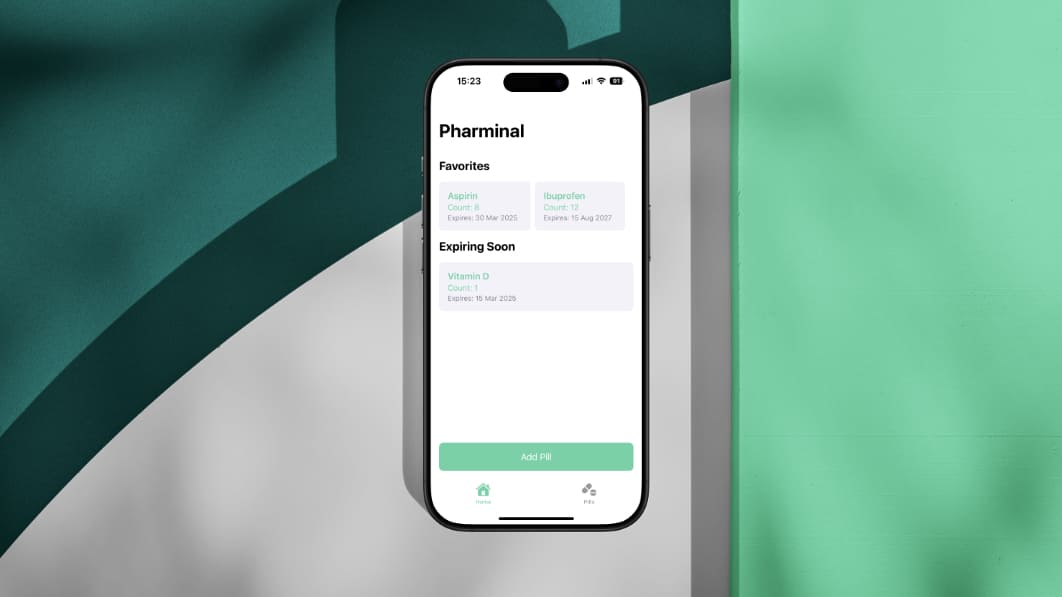 15:23
91
Pharminal
Favorites
Aspirin
Count: 8
Expires: 30 Mar 2025
Ibuprofen
Count: 12
Expires: 15 Aug 2027
Expiring Soon
Vitamin D
Count: 1
Expires: 15 Mar 2025
Add Pill
Home
Pills